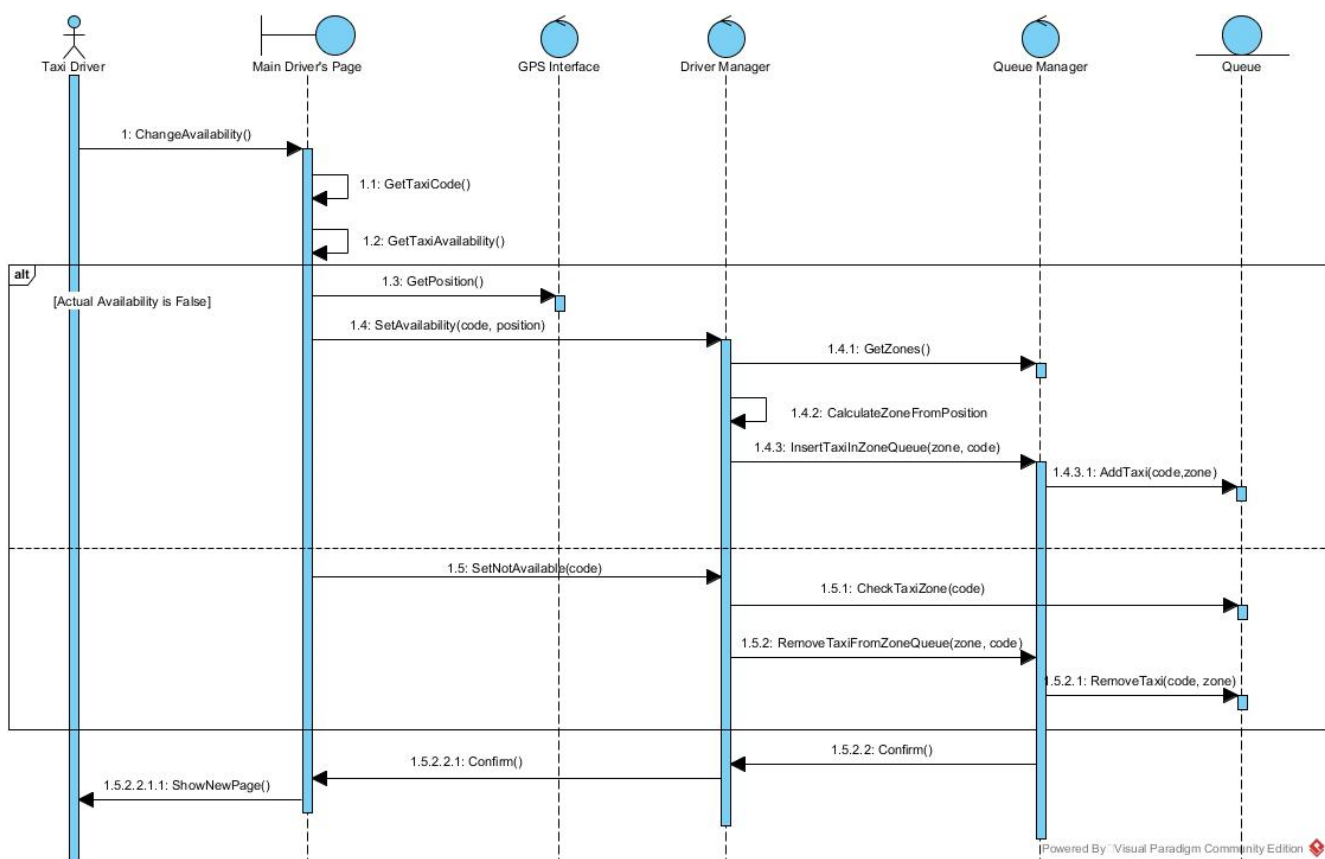 Taxi Driver
Main Driver's Page
GPS Interface
Driver Manager
Queue Manager
Queue
1: ChangeAvailability()
1.1: GetTaxiCode()
1.2: GetTaxiAvailability()
alt
1.3: GetPosition()
[Actual Availability is False]
1.4: SetAvailability(code, position)
1.4.1: GetZones()
1.4.2: CalculateZoneFromPosition
1.4.3: InsertTaxiInZoneQueue(zone, code)
1.4.3.1: AddTaxi(code,zone)
1.5: SetNotAvailable(code)
1.5.1: CheckTaxiZone(code)
1.5.2: RemoveTaxiFromZoneQueue(zone, code)
1.5.2.1: RemoveTaxi(code, zone)
1.5.2.2: Confirm()
1.5.2.2.1: Confirm()
1.5.2.2.1.1: ShowNewPage()
Powered By Visual Paradigm Community Edition